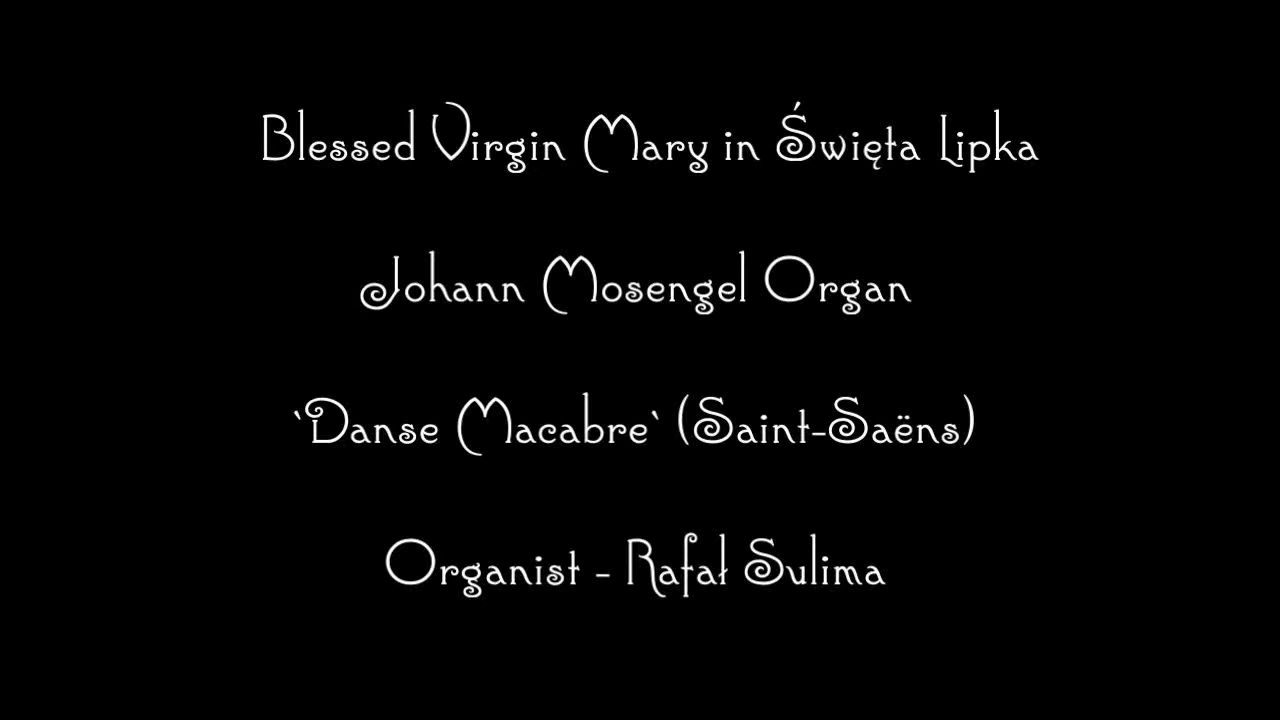 Blessed Virgin Mary in Święta Lipka
Johann Mosengel Organ
`Danse Macabre` (Saint-Saëns)
Organist - Rafał Sulima